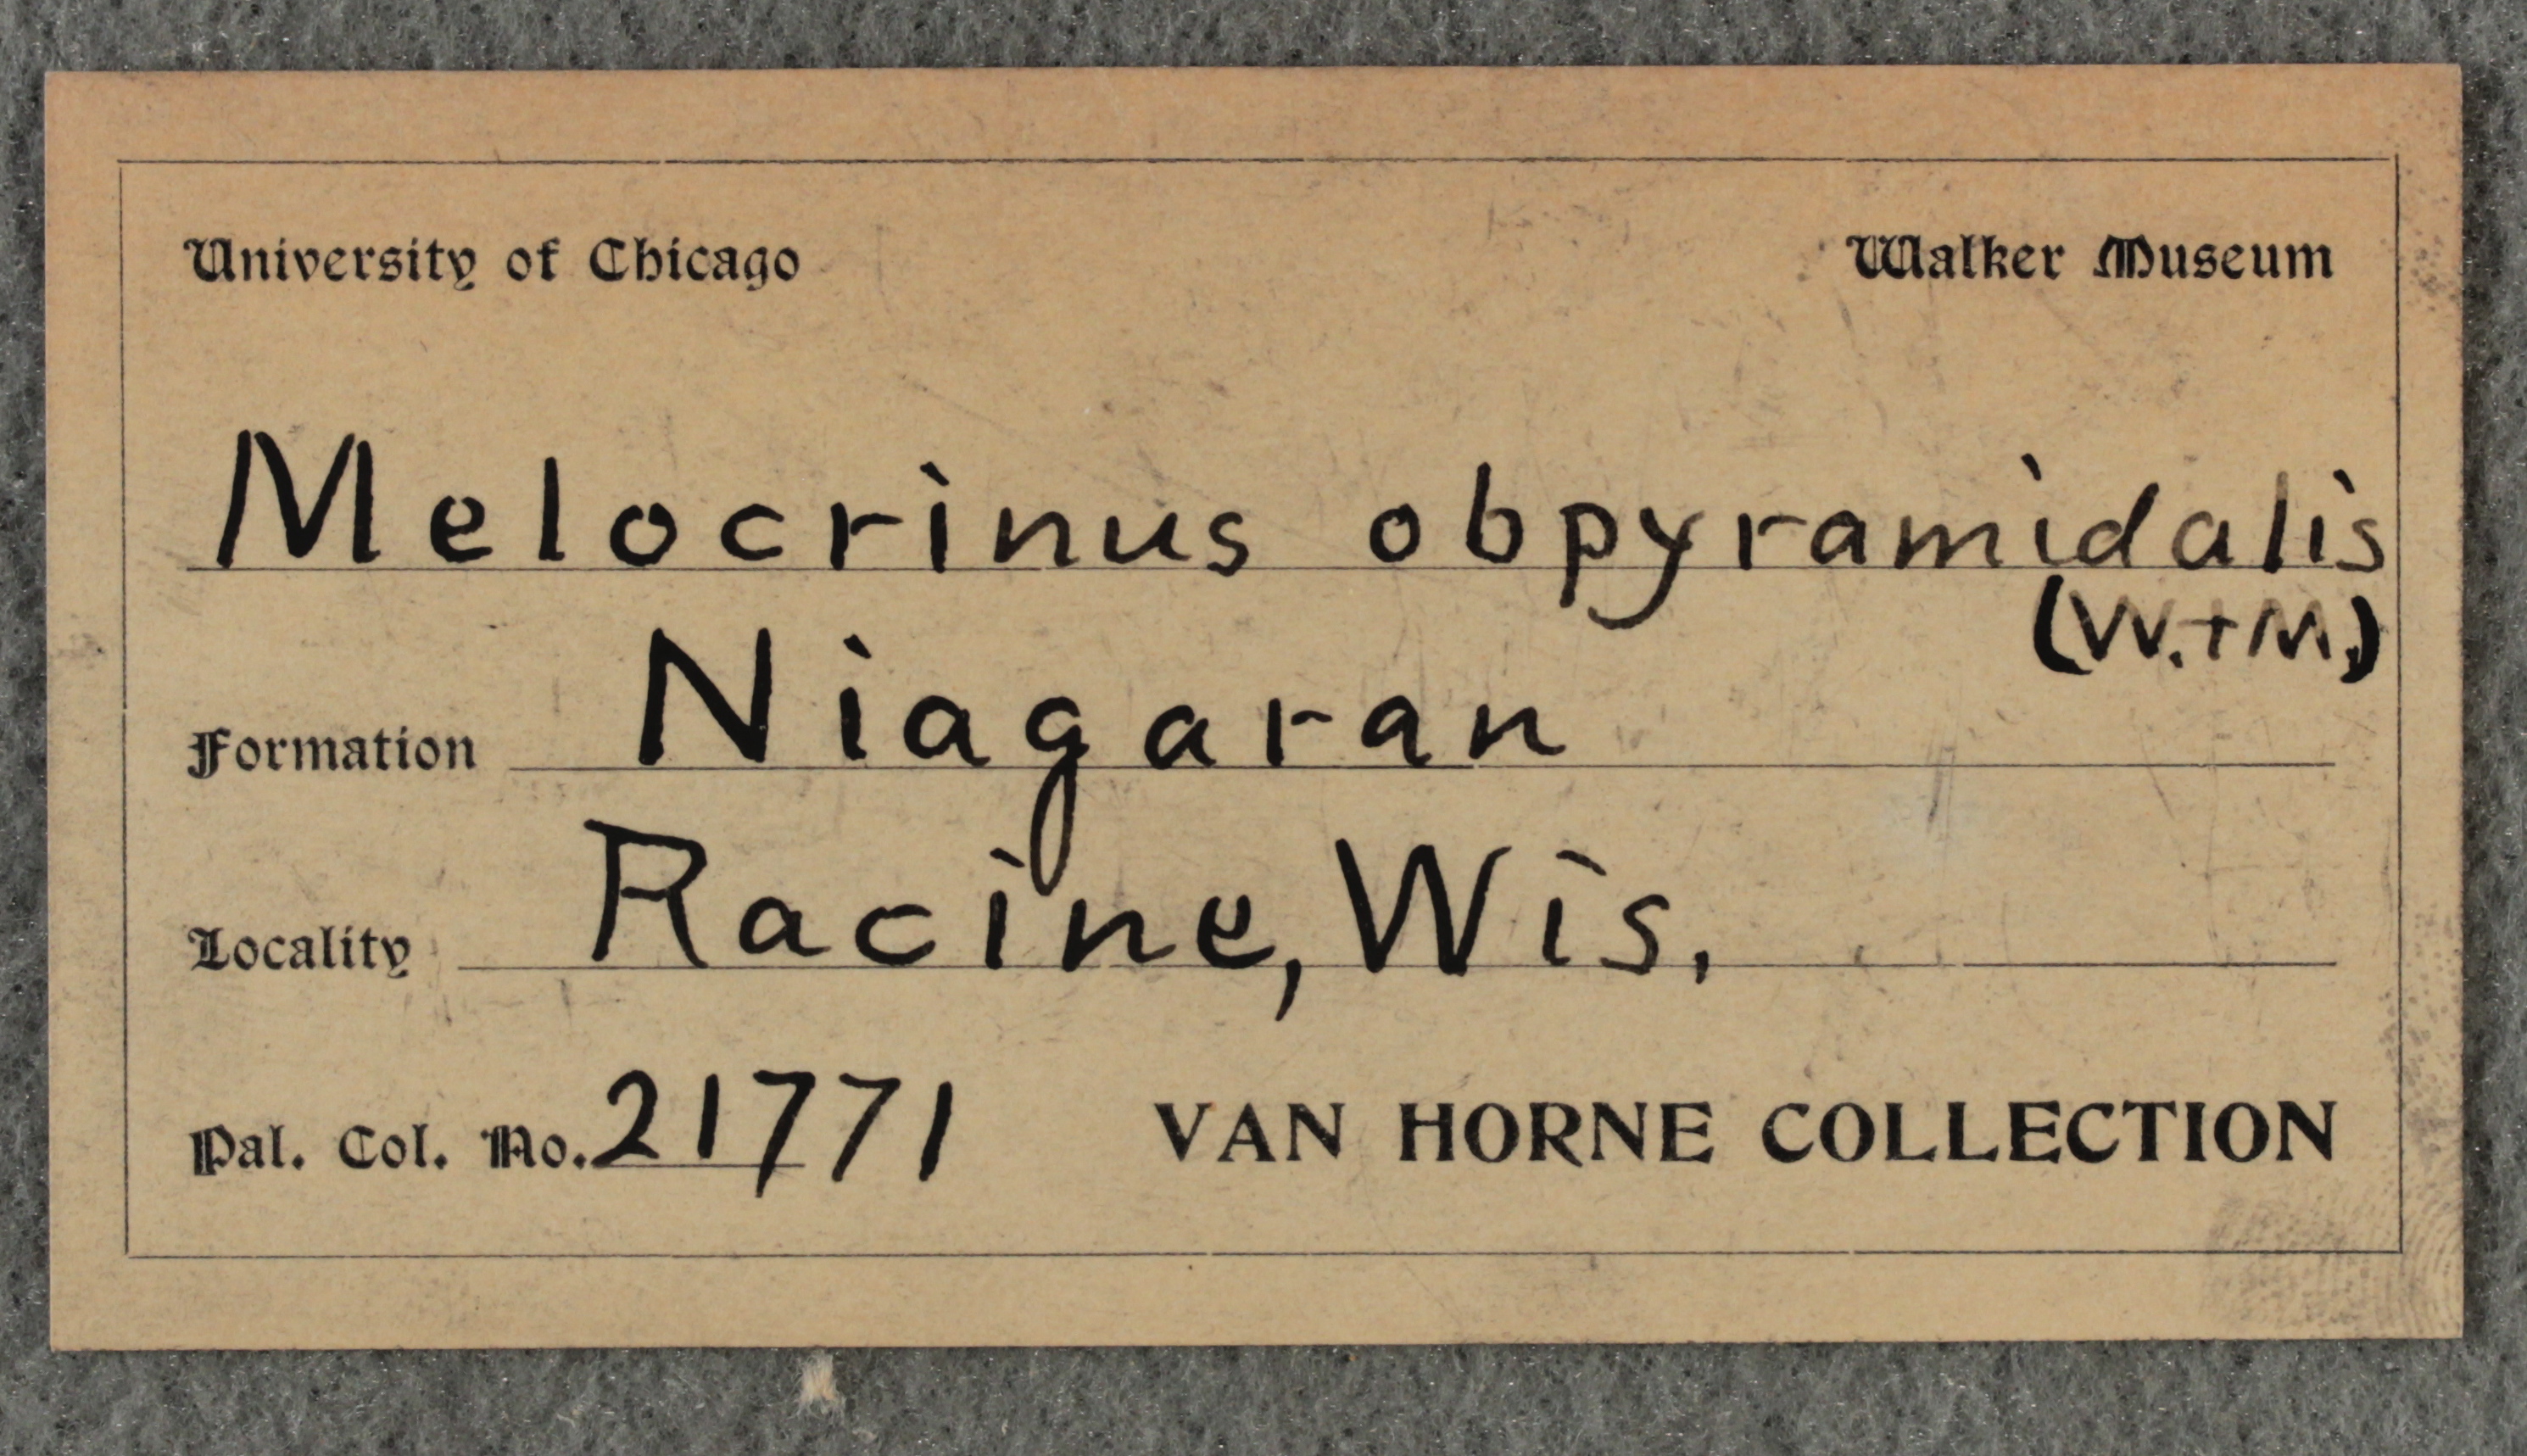 University of Chicago Walker Museum
Melocrinus obpyramidalis
(W.+M.)
Formation Niagaran
Locality Racine, Wis.
Pal. Col. No. 21771 VAN HORNE COLLECTION